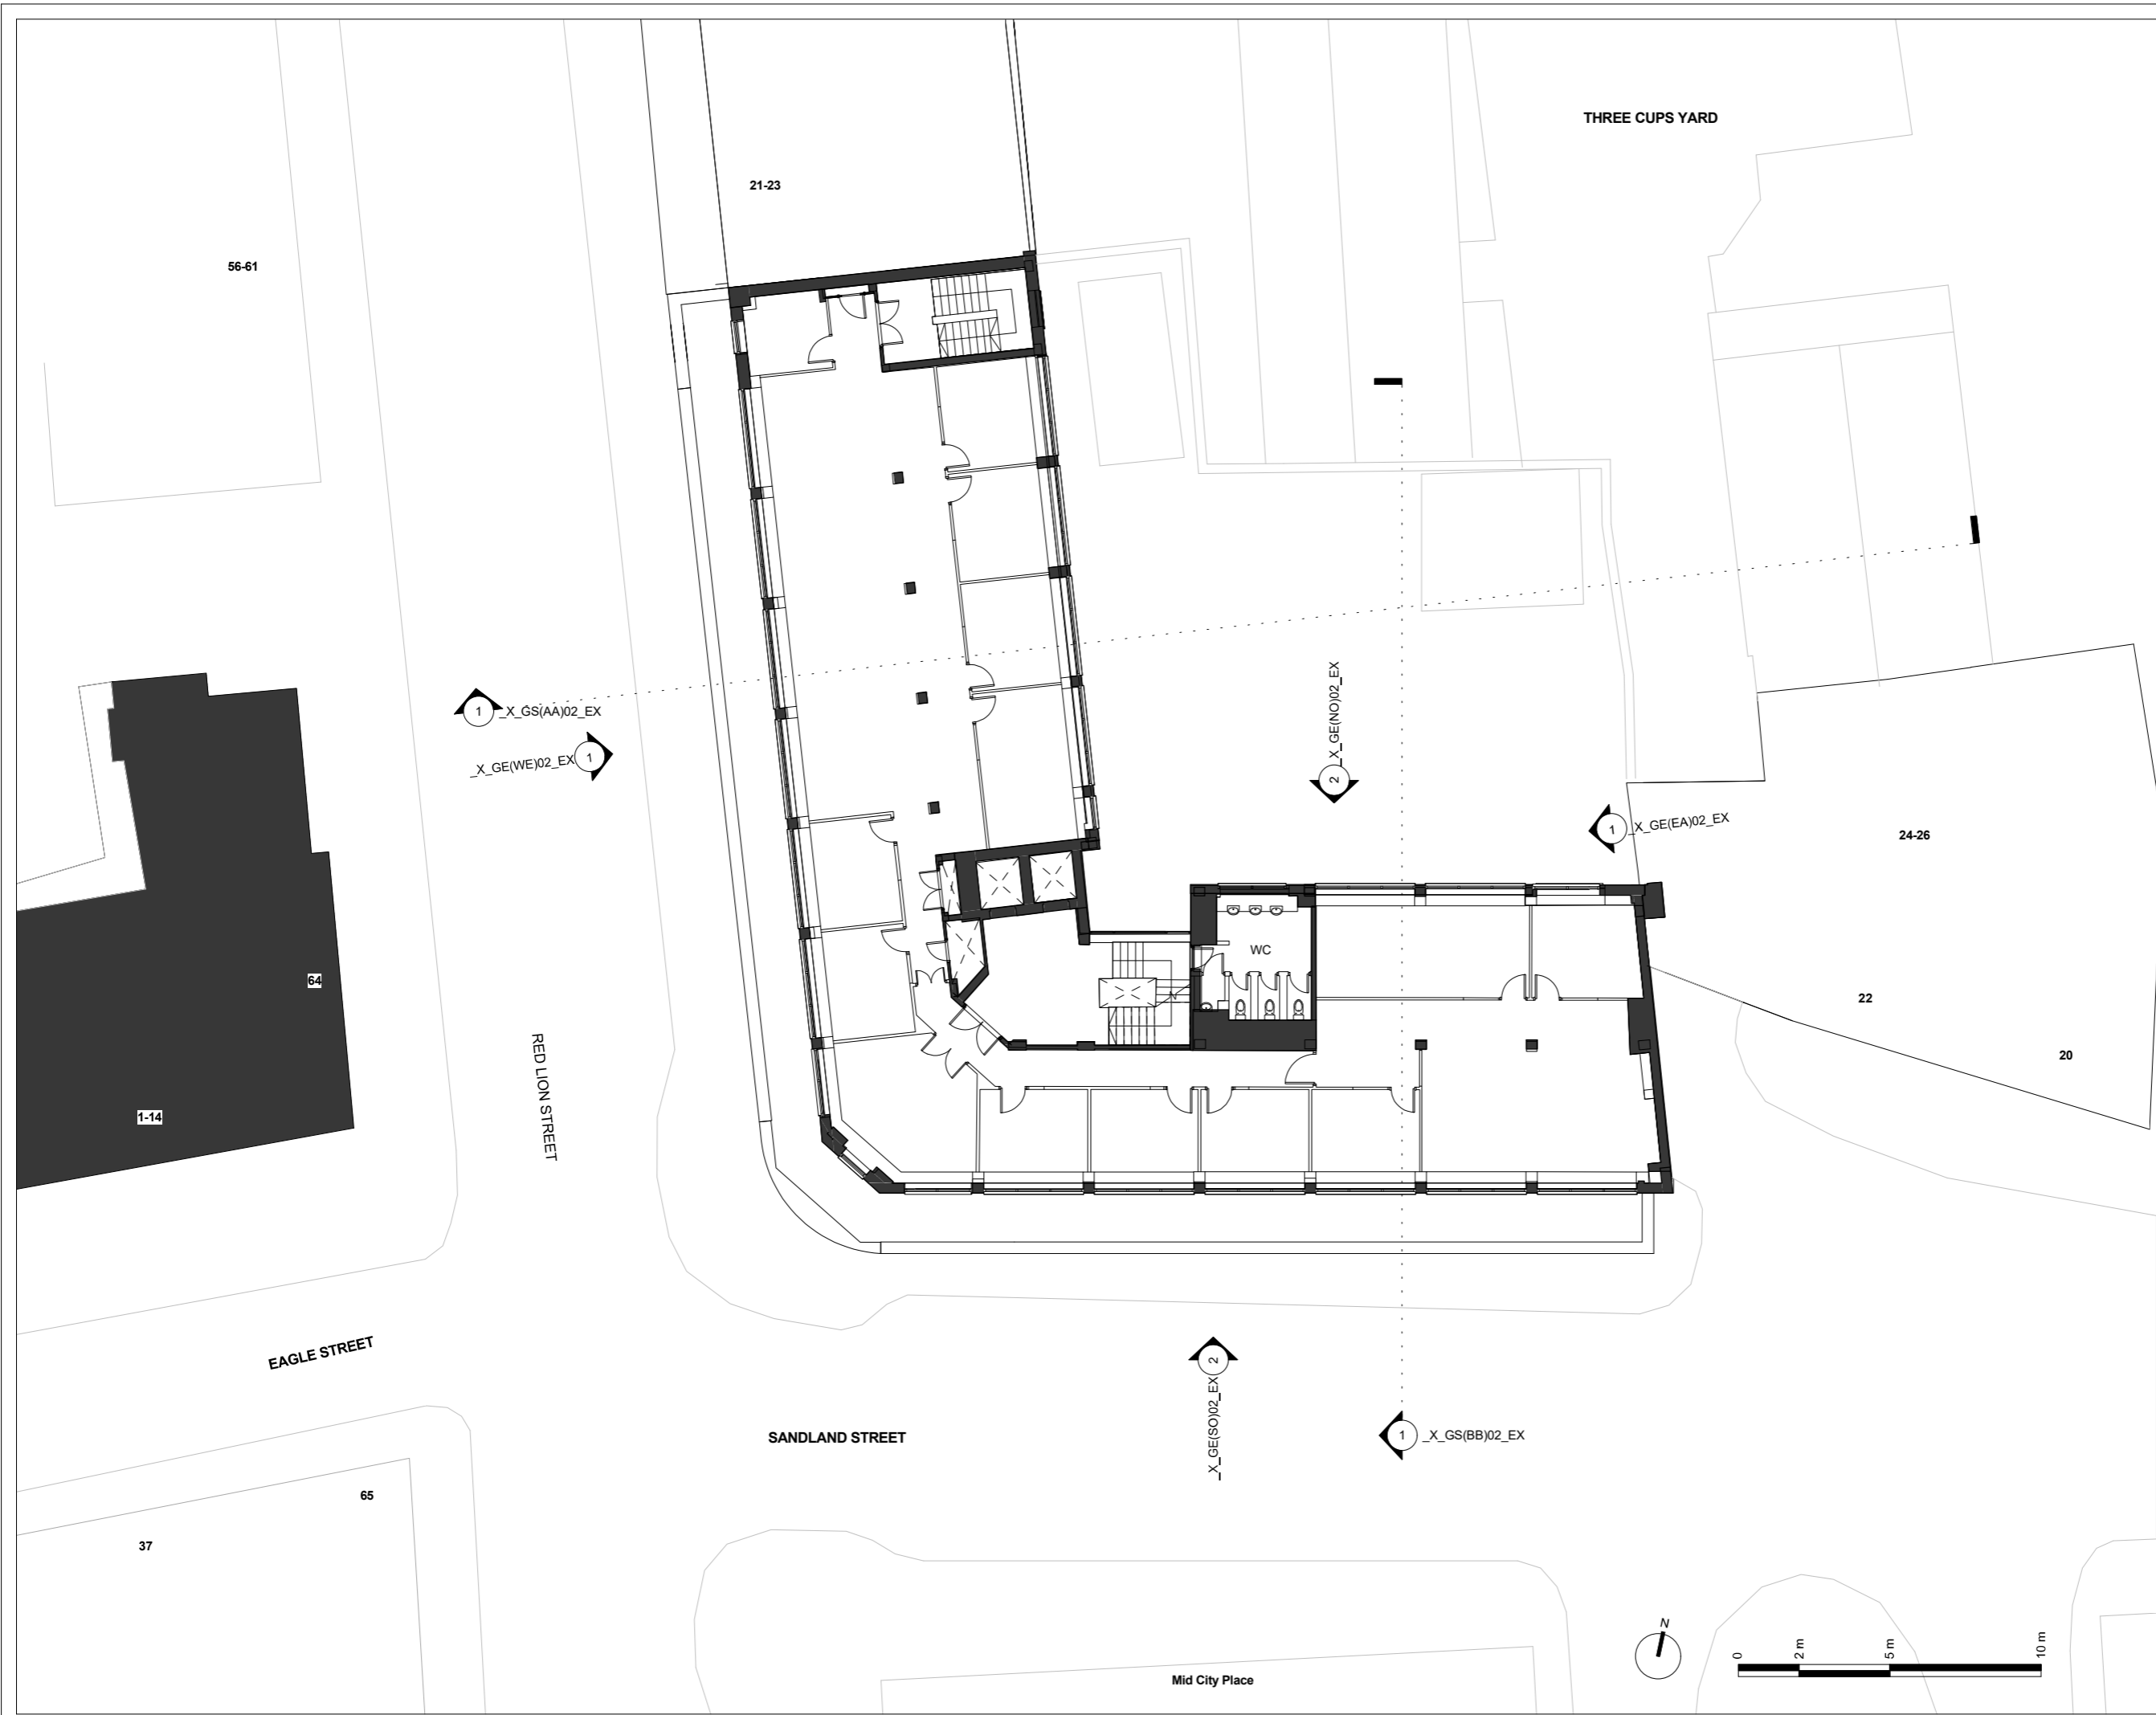 THREE CUPS YARD
21-23
56-61
_X_GS(AA)02_EX
1
_X_GE(WE)02_EX
1
_X_GE(NO)02_EX
2
1
_X_GE(EA)02_EX
24-26
WC
64
22
RED LION STREET
20
1-14
EAGLE STREET
2
_X_GE(SO)02_EX
SANDLAND STREET
1
_X_GS(BB)02_EX
65
37
N
0
2 m
5 m
10 m
Mid City Place